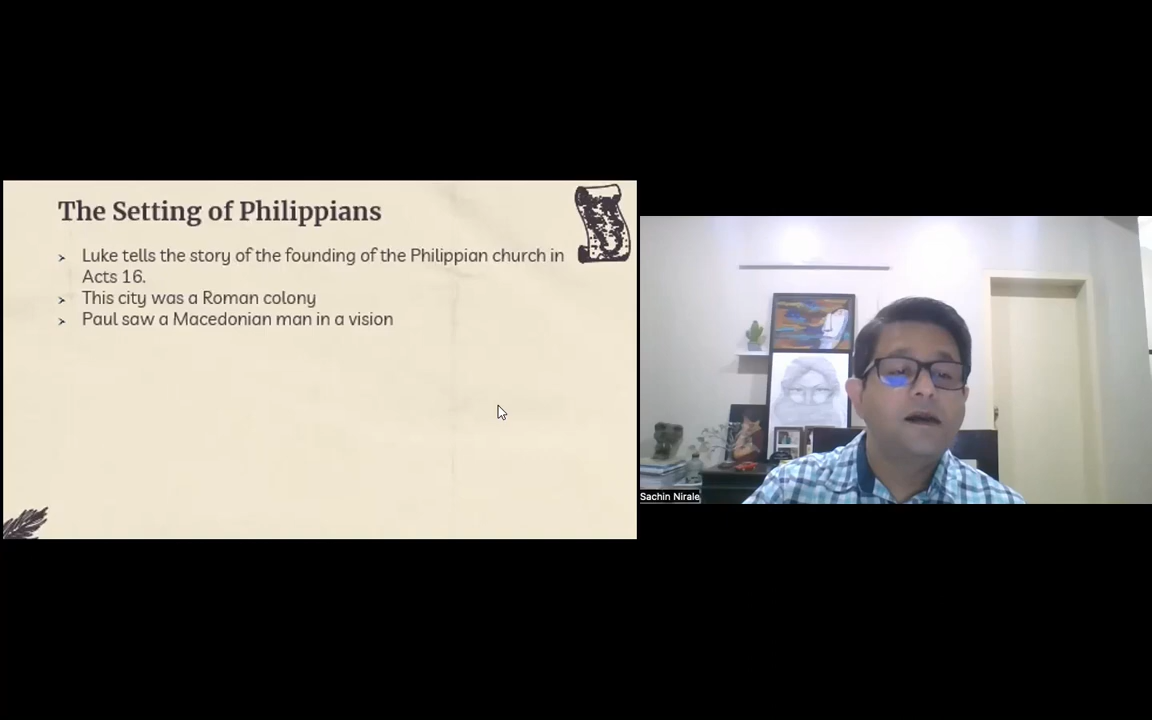 The Setting of Philippians
➢ Luke tells the story of the founding of the Philippian church in
Acts 16.
➢ This city was a Roman colony
➢ Paul saw a Macedonian man in a vision
Sachin Nirale